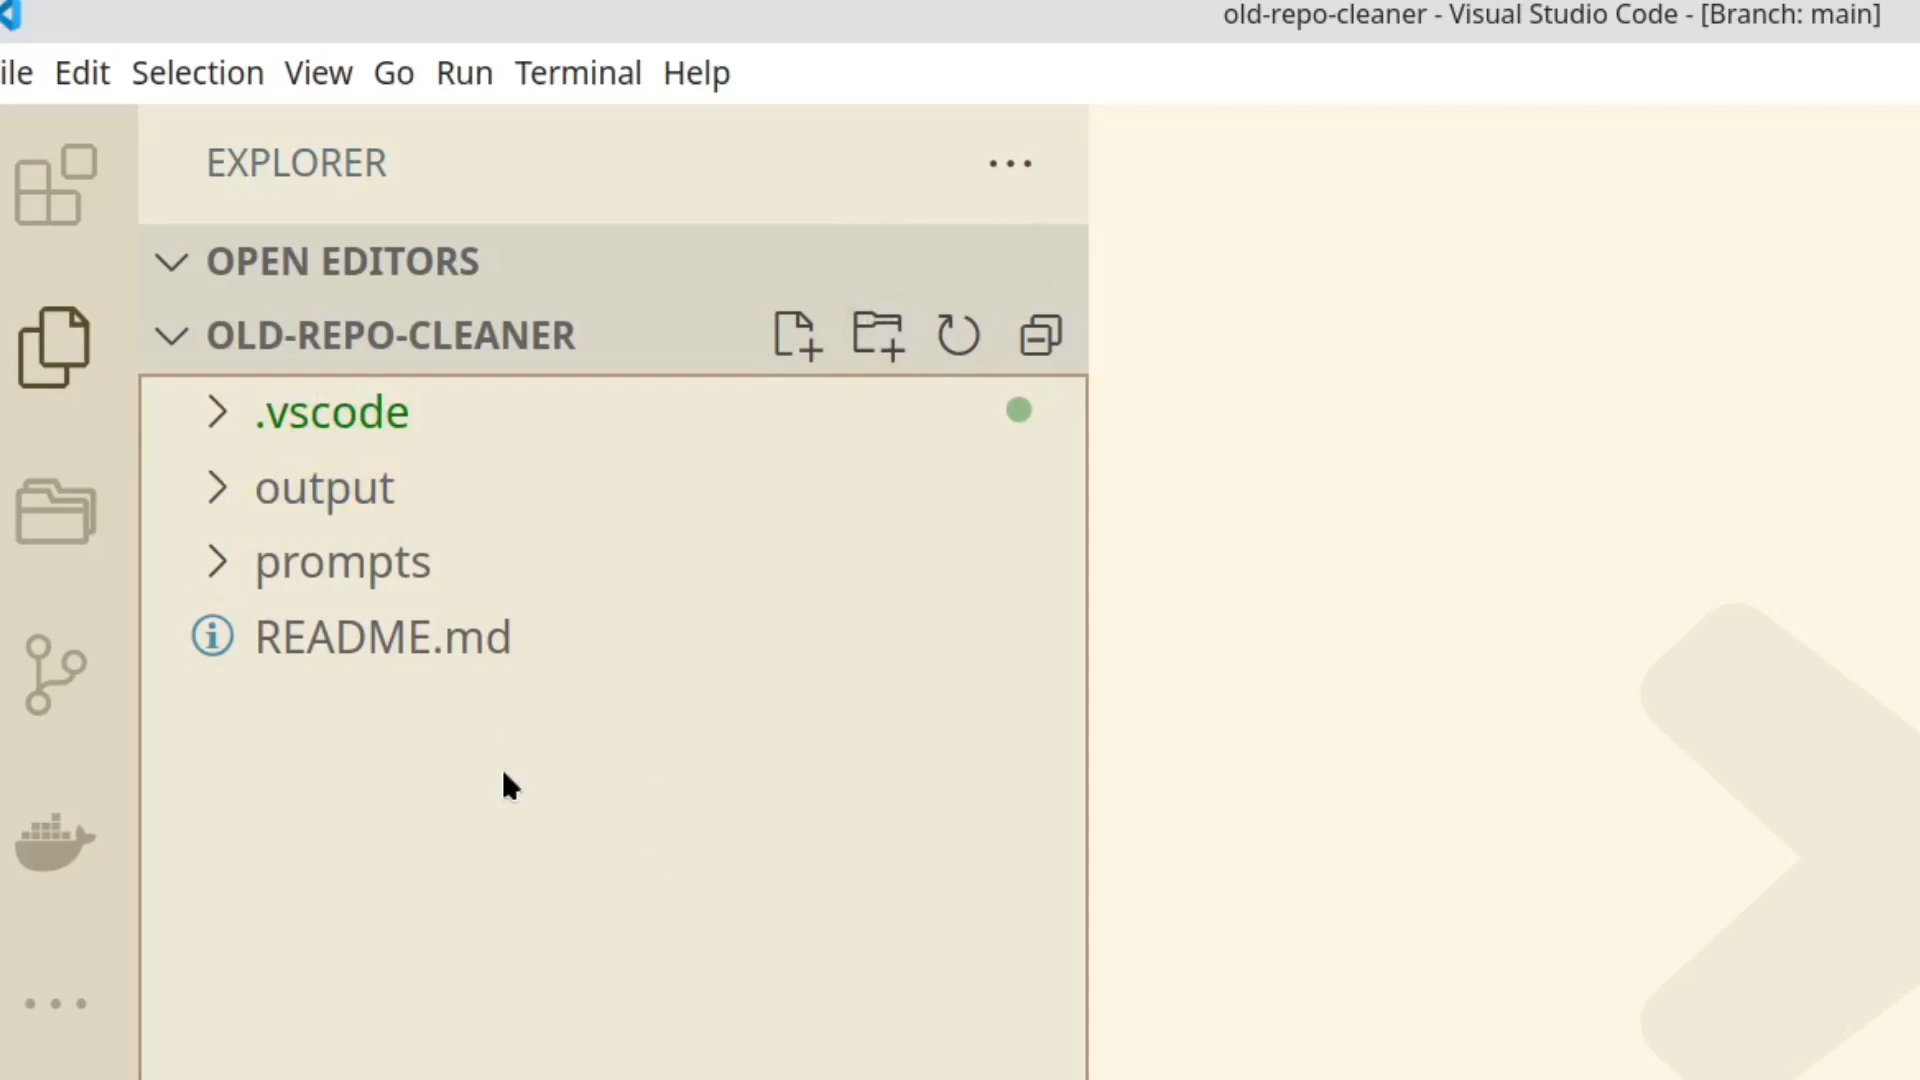 old-repo-cleaner - Visual Studio Code - [Branch: main]
ile Edit Selection View Go Run Terminal Help
EXPLORER
OPEN EDITORS
OLD-REPO-CLEANER
.vscode
output
prompts
README.md